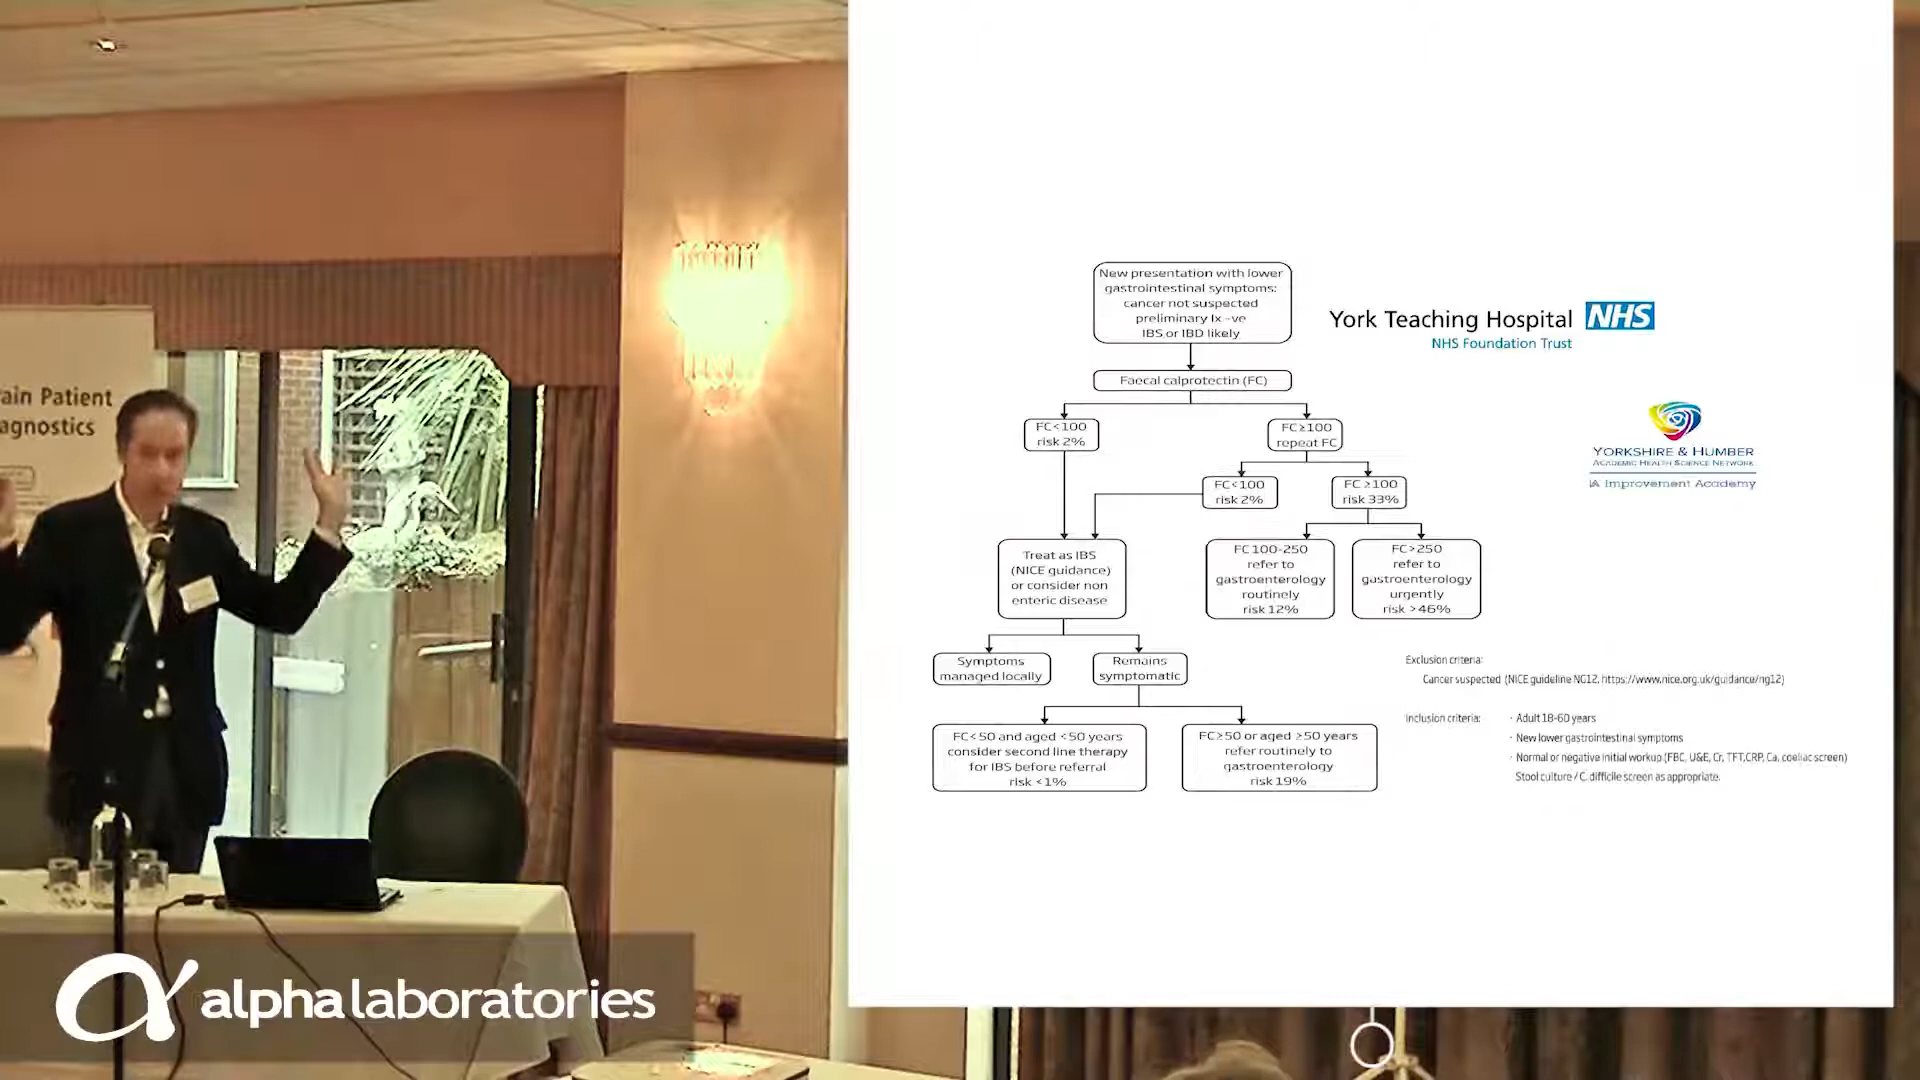 ain Patient
agnostics
New presentation with lower
gastrointestinal symptoms:
cancer not suspected
preliminary Ix -ve
IBS or IBD likely
Faecal calprotectin (FC)
FC<100
risk 2%
FC≥100
repeat FC
FC<100
risk 2%
FC ≥100
risk 33%
Treat as IBS
(NICE guidance)
or consider non
enteric disease
FC 100-250
refer to
gastroenterology
routinely
risk 12%
FC>250
refer to
gastroenterology
urgently
risk >46%
Symptoms
managed locally
Remains
symptomatic
FC<50 and aged <50 years
consider second line therapy
for IBS before referral
risk <1%
FC≥50 or aged ≥50 years
refer routinely to
gastroenterology
risk 19%
York Teaching Hospital NHS
NHS Foundation Trust
YORKSHIRE & HUMBER
ACADEMIC HEALTH SCIENCE NETWORK
iA Improvement Academy
Exclusion criteria:
Cancer suspected (NICE guideline NG12. https://www.nice.org.uk/guidance/ng12)
Inclusion criteria:
· Adult 18-60 years
· New lower gastrointestinal symptoms
· Normal or negative initial workup (FBC, U&E, Cr, TFT,CRP, Ca, coeliac screen)
Stool culture / C. difficile screen as appropriate.
alpha laboratories